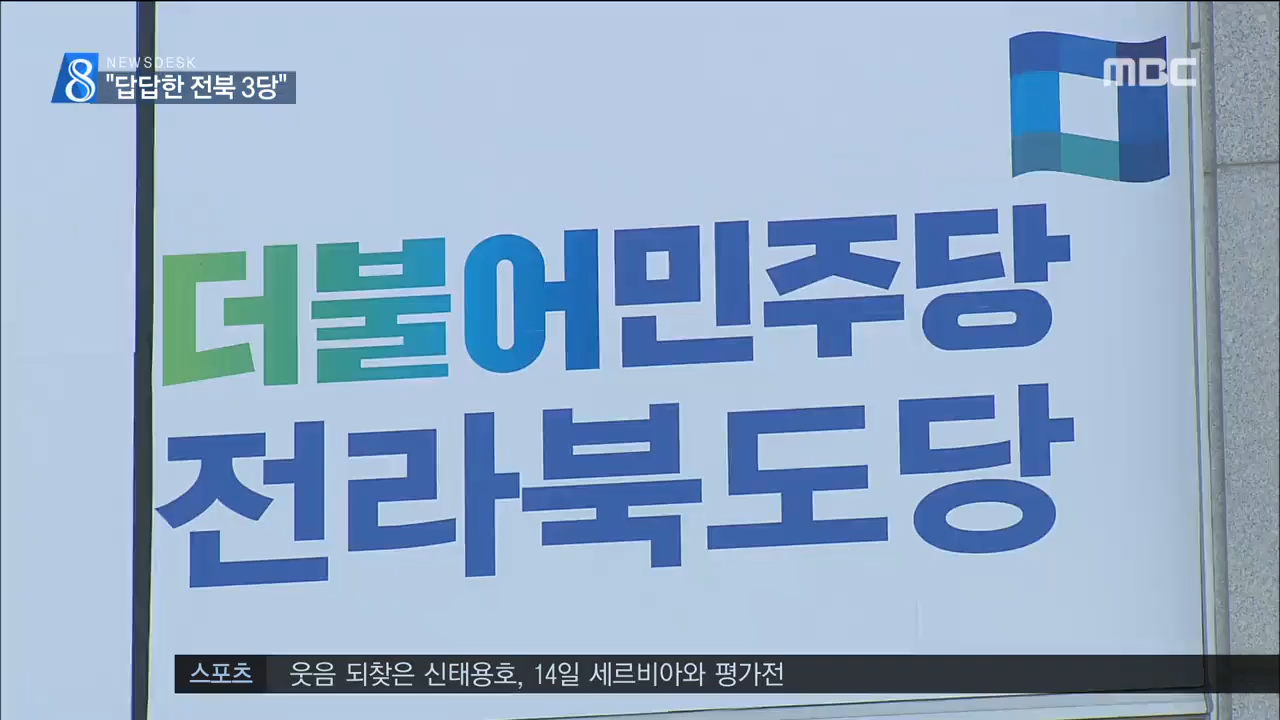 8 NEWSDESK
"답답한 전북 3당"
MBC
더불어민주당
전라북도당
스포츠 웃음 되찾은 신태용호, 14일 세르비아와 평가전